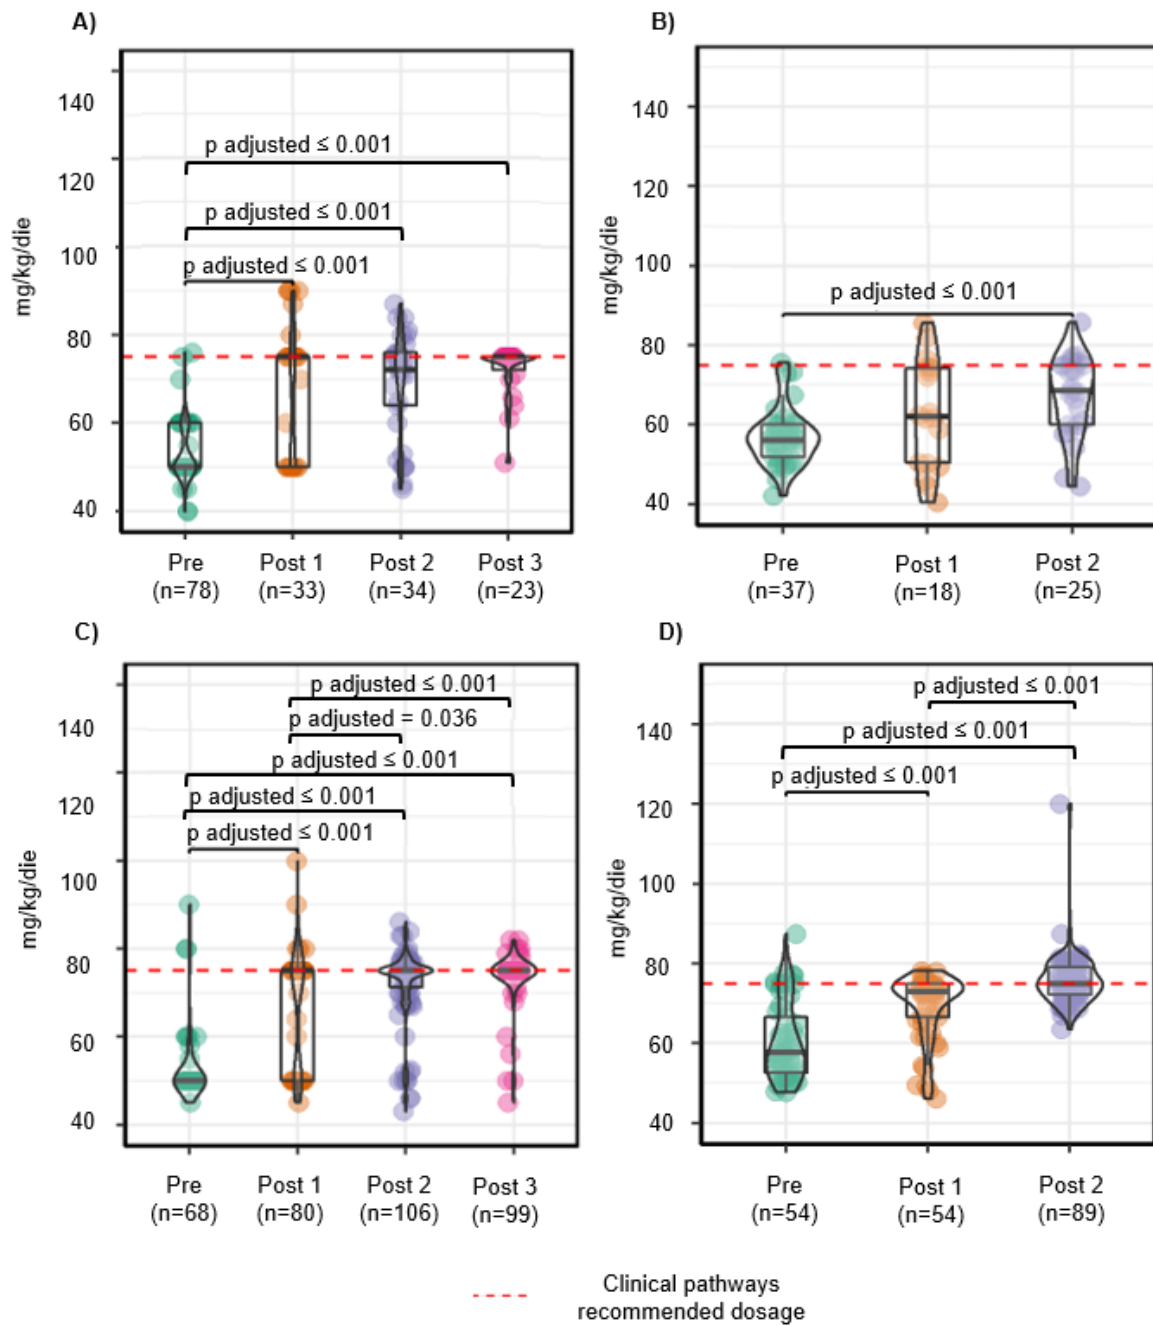 A)
mg/kg/die
140
120
100
80
60
40
p adjusted ≤ 0.001
p adjusted ≤ 0.001
p adjusted ≤ 0.001
Pre
(n=78)
Post 1
(n=33)
Post 2
(n=34)
Post 3
(n=23)
B)
mg/kg/die
140
120
100
80
60
40
p adjusted ≤ 0.001
Pre
(n=37)
Post 1
(n=18)
Post 2
(n=25)
C)
mg/kg/die
140
120
100
80
60
40
p adjusted ≤ 0.001
p adjusted = 0.036
p adjusted ≤ 0.001
p adjusted ≤ 0.001
p adjusted ≤ 0.001
Pre
(n=68)
Post 1
(n=80)
Post 2
(n=106)
Post 3
(n=99)
D)
mg/kg/die
140
120
100
80
60
40
p adjusted ≤ 0.001
p adjusted ≤ 0.001
p adjusted ≤ 0.001
Pre
(n=54)
Post 1
(n=54)
Post 2
(n=89)
Clinical pathways
recommended dosage